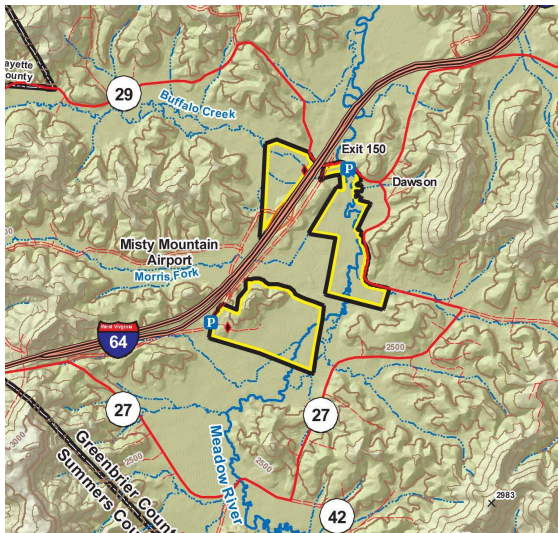 ayette
County
29
Buffalo Creek
Exit 150
P
Dawson
Misty Mountain
Airport
Morris Fork
2500
P
West Virginia
64
2500
27
27
3000
Greenbrier County
Summers Cou
Meadow River
2500
42
2983